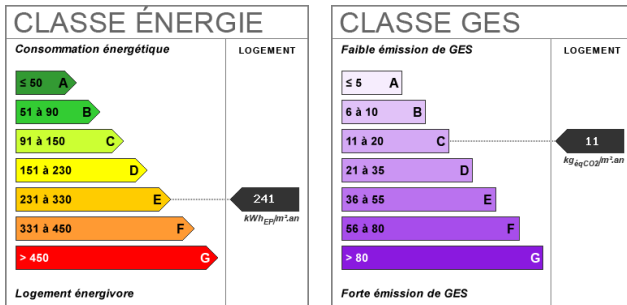 CLASSE ÉNERGIE
Consommation énergétique
LOGEMENT
≤ 50 A
51 à 90 B
91 à 150 C
151 à 230 D
231 à 330 E
241
kWhEP/m².an
331 à 450 F
> 450 G
Logement énergivore
CLASSE GES
Faible émission de GES
LOGEMENT
≤ 5 A
6 à 10 B
11 à 20 C
11
kgéqCO2/m².an
21 à 35 D
36 à 55 E
56 à 80 F
> 80 G
Forte émission de GES